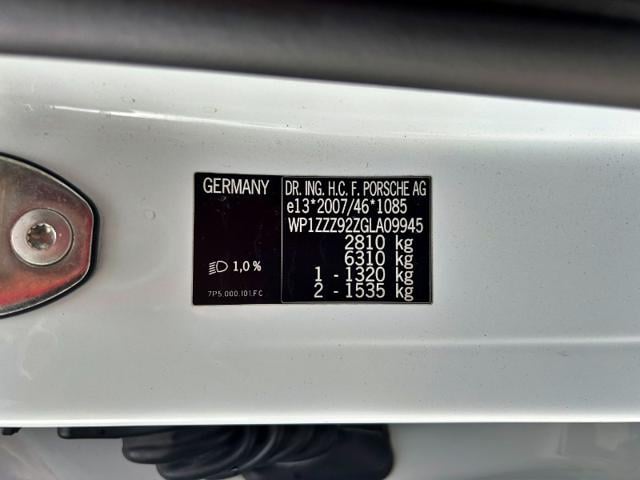 GERMANY
1,0%
7P5.000.101.FC
DR. ING. H.C. F. PORSCHE AG
e13*2007/46*1085
WP1ZZZ92ZGLA09945
2810 kg
6310 kg
1 - 1320 kg
2 - 1535 kg